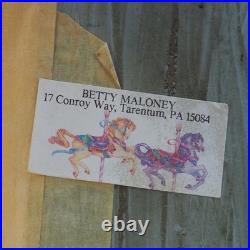 BETTY MALONEY
17 Conroy Way, Tarentum, PA 15084